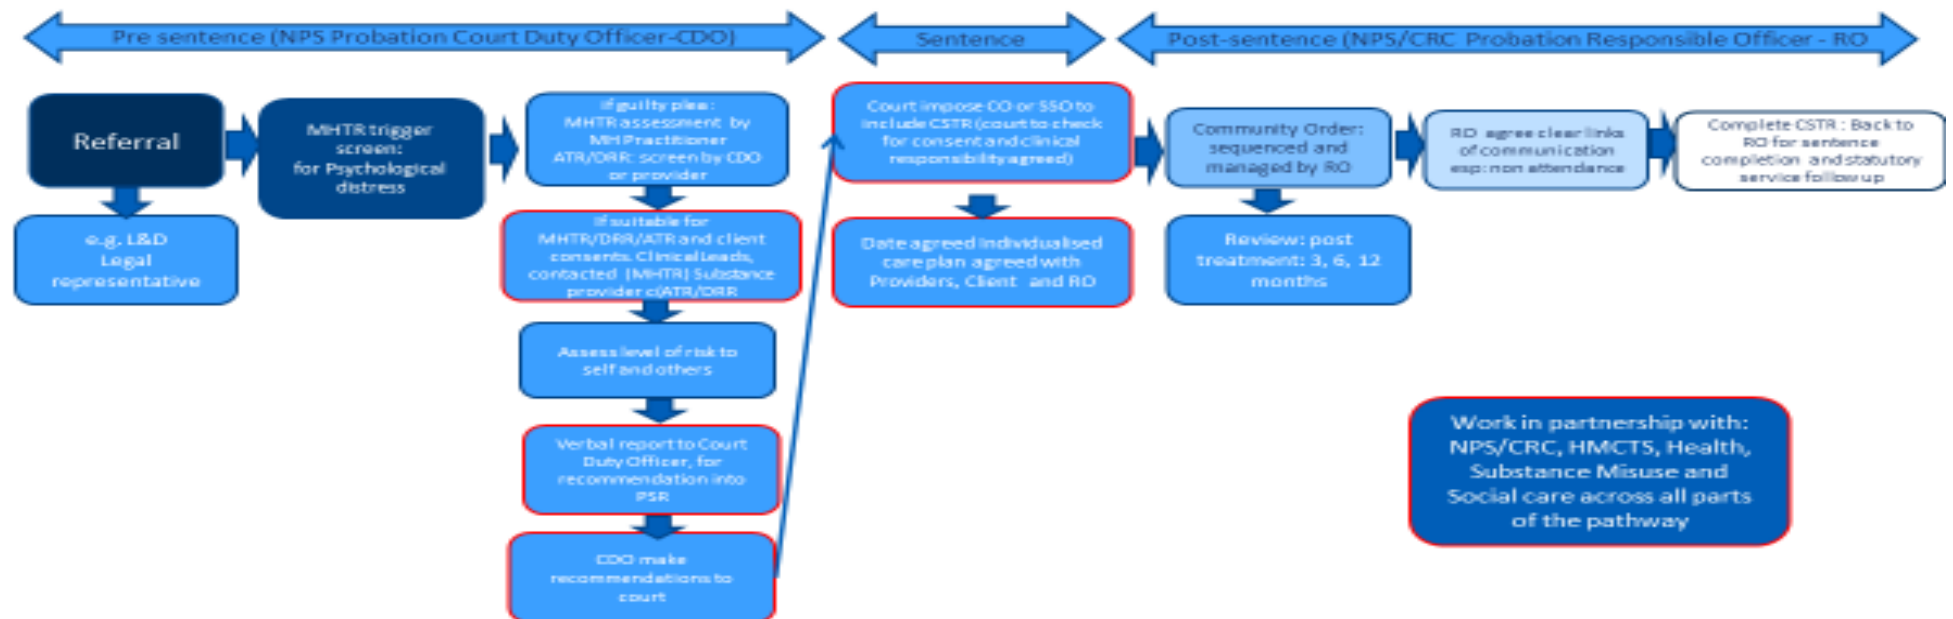 Pre sentence (NPS Probation Court Duty Officer-CDO)
Sentence
Post-sentence (NPS/CRC Probation Responsible Officer - RO
Referral
e.g. L&D
Legal
representative
MHTR trigger
screen:
for Psychological
distress
If guilty plea:
MHTR assessment by
MH Practitioner
ATR/DRR: screen by CDO
or provider
If suitable for
MHTR/DRR/ATR and client
consents. Clinical Leads,
contacted (MHTR) Substance
provider c(ATR/DRR
Assess level of risk to
self and others
Verbal report to Court
Duty Officer, for
recommendation into
PSR
CDO make
recommendations to
court
Court impose CO or SSO to
include CSTR (court to check
for consent and clinical
responsibility agreed)
Date agreed Individualised
care plan agreed with
Providers, Client and RO
Community Order:
sequenced and
managed by RO
Review: post
treatment: 3, 6, 12
months
RO agree clear links
of communication
esp: non attendance
Complete CSTR : Back to
RO for sentence
completion and statutory
service follow up
Work in partnership with:
NPS/CRC, HMCTS, Health,
Substance Misuse and
Social care across all parts
of the pathway